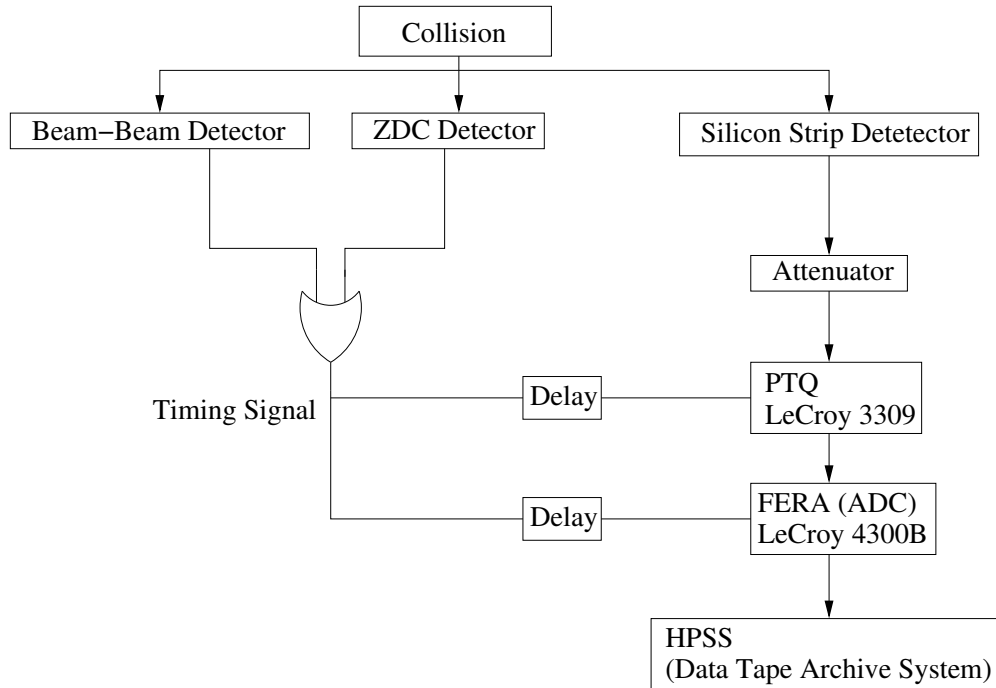 Collision
Beam−Beam Detector
ZDC Detector
Silicon Strip Detetector
Attenuator
PTQ
LeCroy 3309
Delay
Timing Signal
FERA (ADC)
LeCroy 4300B
Delay
HPSS
(Data Tape Archive System)